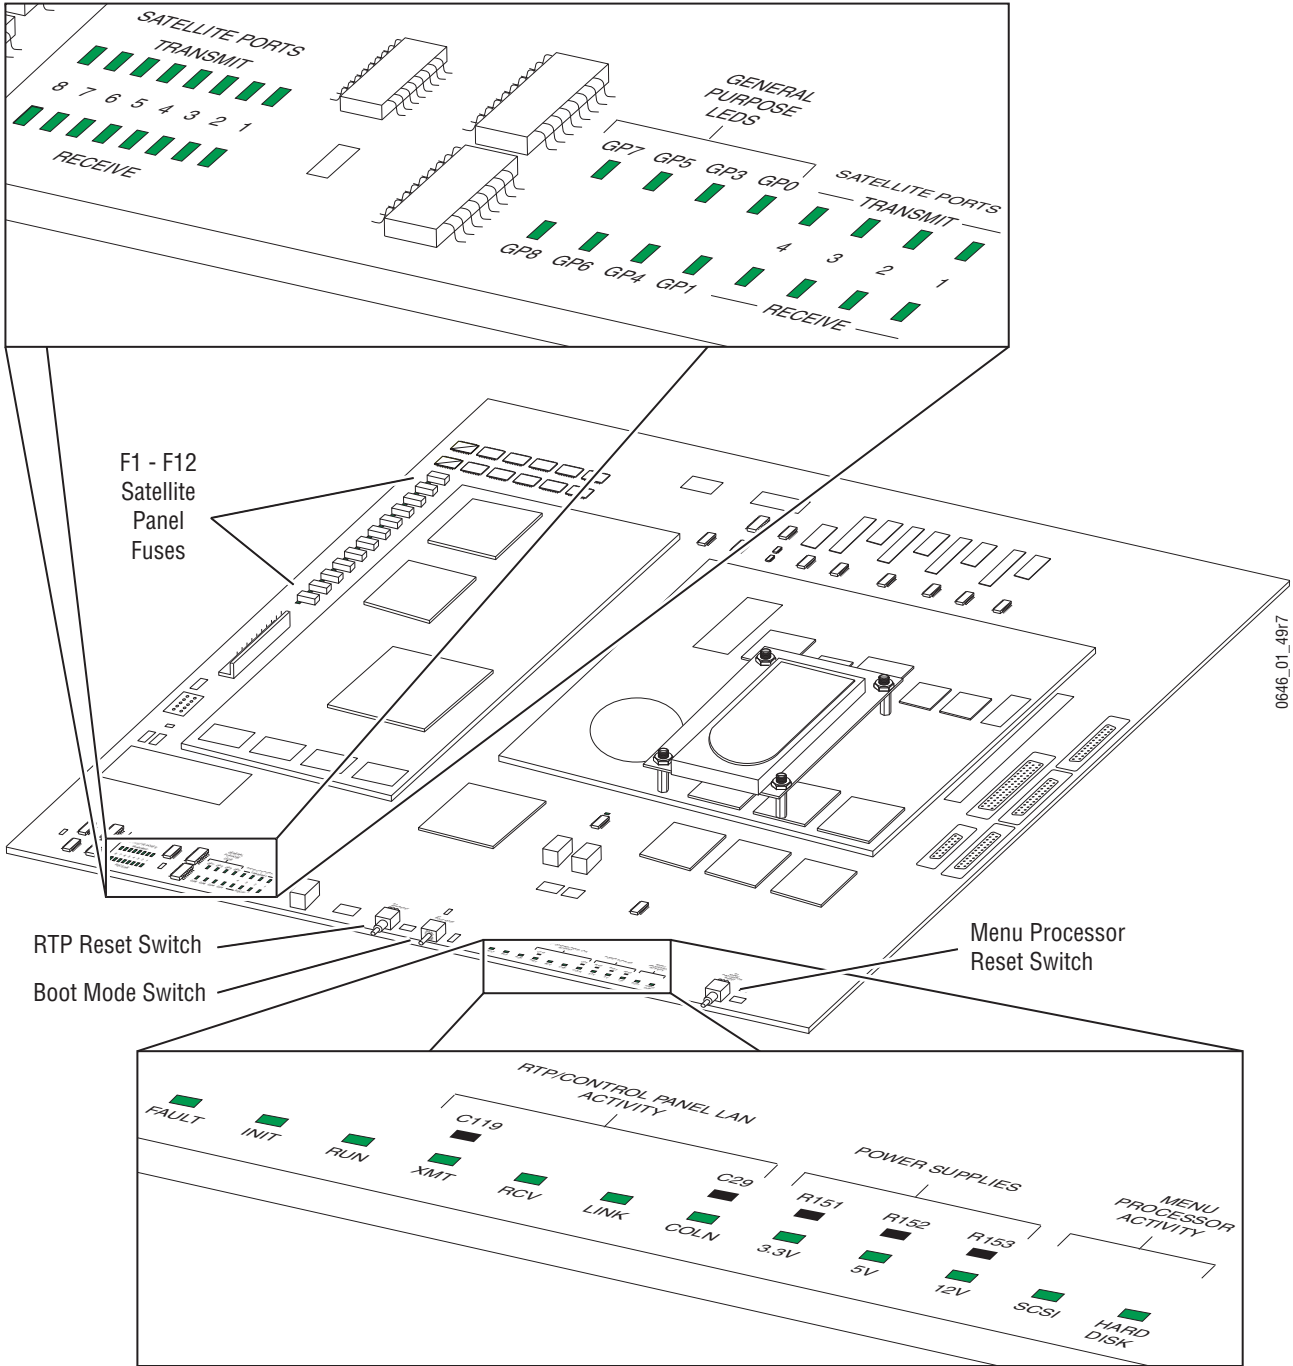 SATELLITE PORTS
TRANSMIT
8 7 6 5 4 3 2 1
RECEIVE
GENERAL
PURPOSE
LEDS
GP7 GP5 GP3 GP0
SATELLITE PORTS
TRANSMIT
4 3 2 1
GP8 GP6 GP4 GP1
RECEIVE
F1 - F12
Satellite
Panel
Fuses
0646_01_49r7
RTP Reset Switch
Boot Mode Switch
Menu Processor
Reset Switch
RTP/CONTROL PANEL LAN
ACTIVITY
POWER SUPPLIES
MENU
PROCESSOR
ACTIVITY
C119
C29
R151
R152
R153
FAULT
INIT
RUN
XMT
RCV
LINK
COLN
3.3V
5V
12V
SCSI
HARD
DISK